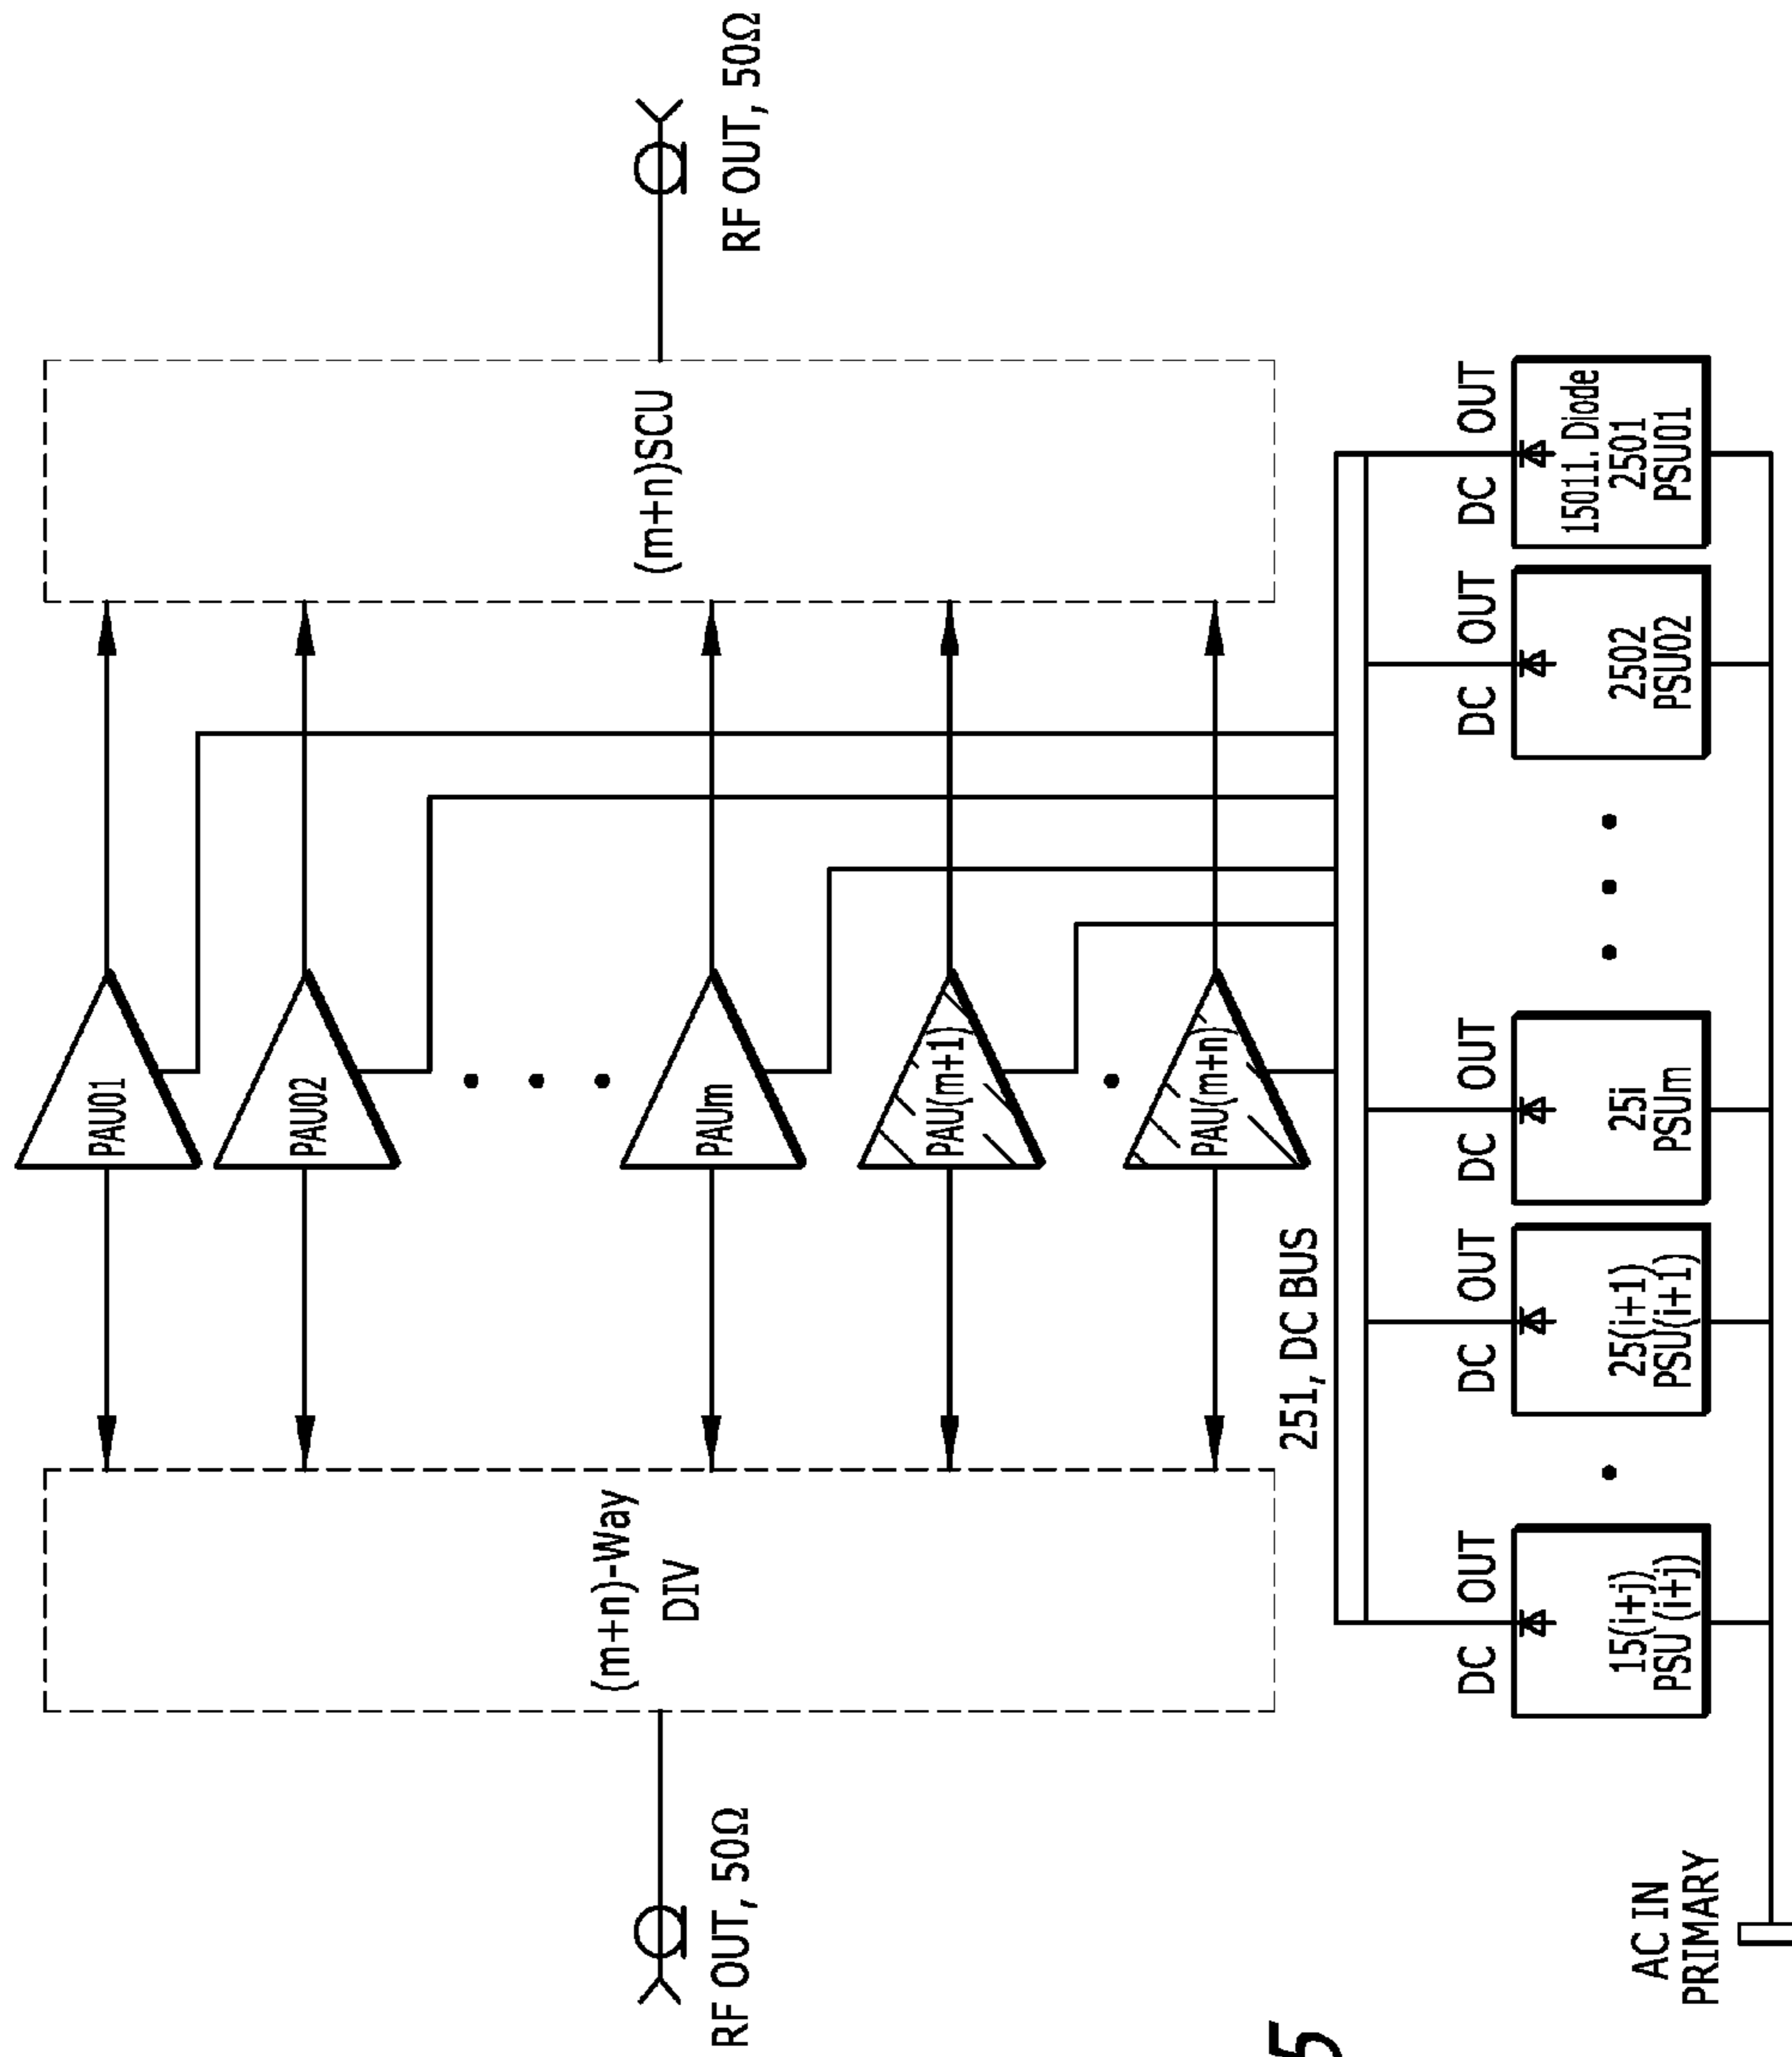 RF OUT, 50Ω
(m+n)-Way
DIV
PAU01
PAU02
PAUm
PAU(m+1)
PAU(m+n)
(m+n)SCU
RF OUT, 50Ω
251, DC BUS
DC OUT
DC OUT
DC OUT
DC OUT
DC OUT
15(i+j)
PSU (i+j)
25(i+1)
PSU(i+1)
25i
PSUm
2502
PSU02
15011. Diode
2501
PSU01
AC IN
PRIMARY
5